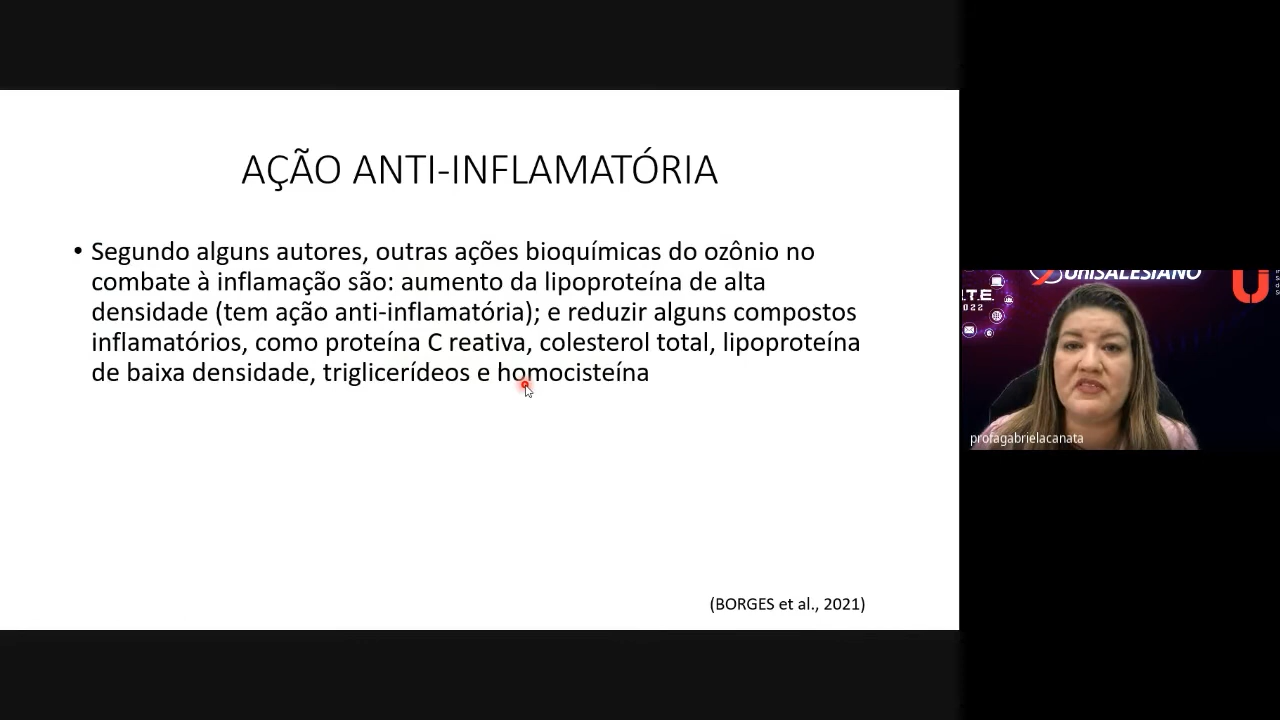 AÇÃO ANTI-INFLAMATÓRIA
• Segundo alguns autores, outras ações bioquímicas do ozônio no
combate à inflamação são: aumento da lipoproteína de alta
densidade (tem ação anti-inflamatória); e reduzir alguns compostos
inflamatórios, como proteína C reativa, colesterol total, lipoproteína
de baixa densidade, triglicerídeos e homocisteína
(BORGES et al., 2021)
UNISALESIANO
.T.E.
2022
profagabrielacanata